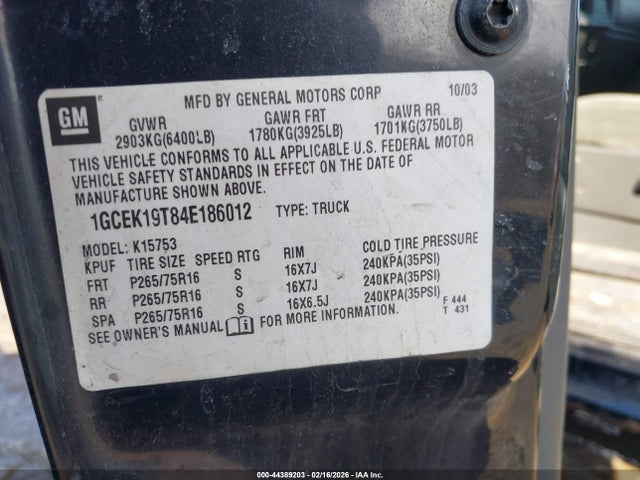 GM
MFD BY GENERAL MOTORS CORP 10/03
GVWR GAWR FRT GAWR RR
2903KG(6400LB) 1780KG(3925LB) 1701KG(3750LB)
THIS VEHICLE CONFORMS TO ALL APPLICABLE U.S. FEDERAL MOTOR
VEHICLE SAFETY STANDARDS IN EFFECT ON THE DATE OF
MANUFACTURE SHOWN ABOVE.
1GCEK19T84E186012 TYPE: TRUCK
MODEL: K15753
KPUF TIRE SIZE SPEED RTG RIM COLD TIRE PRESSURE
FRT P265/75R16 S 16X7J 240KPA(35PSI)
RR P265/75R16 S 16X7J 240KPA(35PSI)
SPA P265/75R16 S 16X6.5J 240KPA(35PSI)
SEE OWNER'S MANUAL FOR MORE INFORMATION.
F 444
T 431
000-44389203 - 02/16/2026 - IAA Corp.